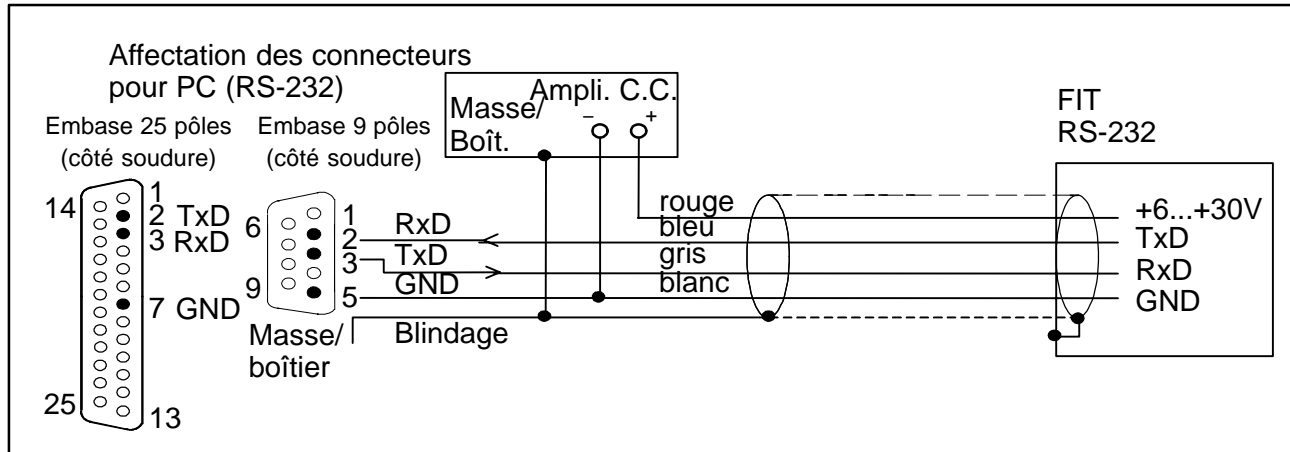 Affectation des connecteurs
pour PC (RS-232)
Embase 25 pôles
(côté soudure)
Embase 9 pôles
(côté soudure)
14
1
2 TxD
3 RxD
7 GND
25
13
6
9
1
2
3
5
RxD
TxD
GND
Masse/
boîtier
Blindage
Ampli. C.C.
Masse/
Boît.
– +
rouge
bleu
gris
blanc
FIT
RS-232
+6...+30V
TxD
RxD
GND